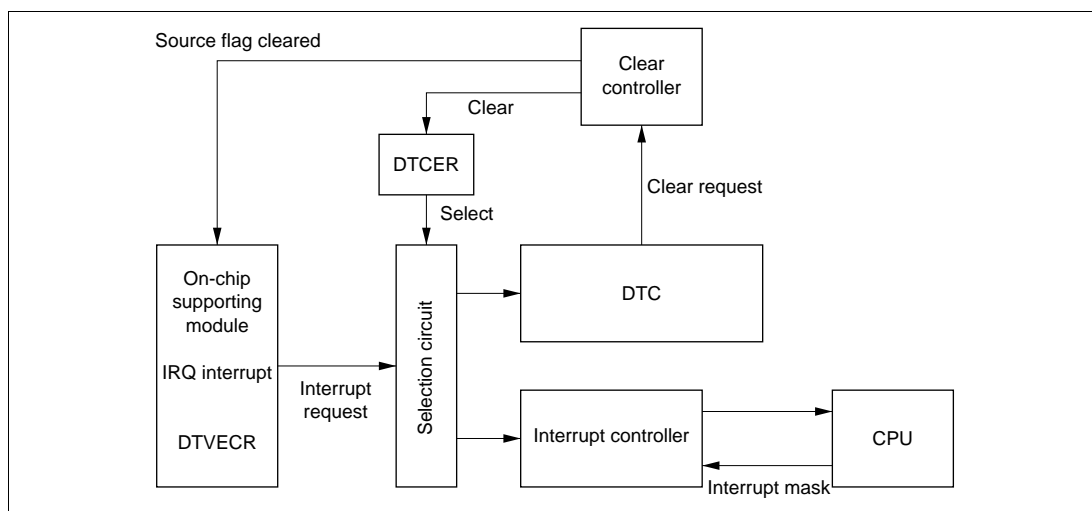 Source flag cleared
Clear
controller
Clear
DTCER
Clear request
Select
On-chip
supporting
module
IRQ interrupt
DTVECR
Interrupt
request
Selection circuit
DTC
Interrupt controller
CPU
Interrupt mask